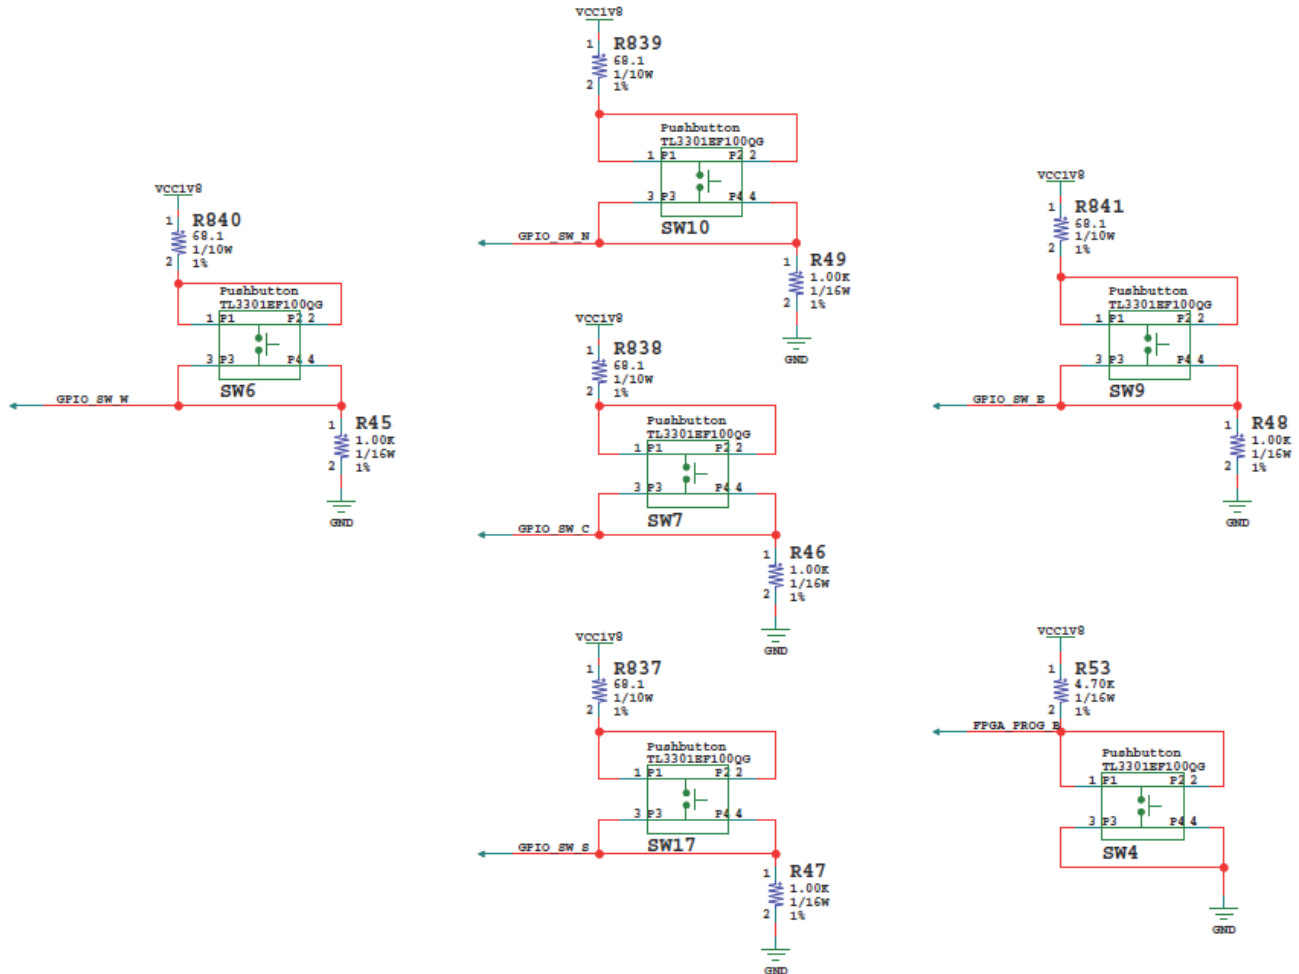 VCC1V8
1
R839
68.1
1/10W
2
1%
Pushbutton
TL3301EF100QG
1 P1 P2 2
3 P3 P4 4
SW10
GPIO_SW_N
1
R49
1.00K
1/16W
2
1%
GND
VCC1V8
1
R840
68.1
1/10W
2
1%
Pushbutton
TL3301EF100QG
1 P1 P2 2
3 P3 P4 4
SW6
GPIO_SW_W
1
R45
1.00K
1/16W
2
1%
GND
VCC1V8
1
R841
68.1
1/10W
2
1%
Pushbutton
TL3301EF100QG
1 P1 P2 2
3 P3 P4 4
SW9
GPIO_SW_E
1
R48
1.00K
1/16W
2
1%
GND
VCC1V8
1
R838
68.1
1/10W
2
1%
Pushbutton
TL3301EF100QG
1 P1 P2 2
3 P3 P4 4
SW7
GPIO_SW_C
1
R46
1.00K
1/16W
2
1%
GND
VCC1V8
1
R837
68.1
1/10W
2
1%
Pushbutton
TL3301EF100QG
1 P1 P2 2
3 P3 P4 4
SW17
GPIO_SW_S
1
R47
1.00K
1/16W
2
1%
GND
VCC1V8
1
R53
4.70K
1/16W
2
1%
FPGA_PROG_B
Pushbutton
TL3301EF100QG
1 P1 P2 2
3 P3 P4 4
SW4
GND